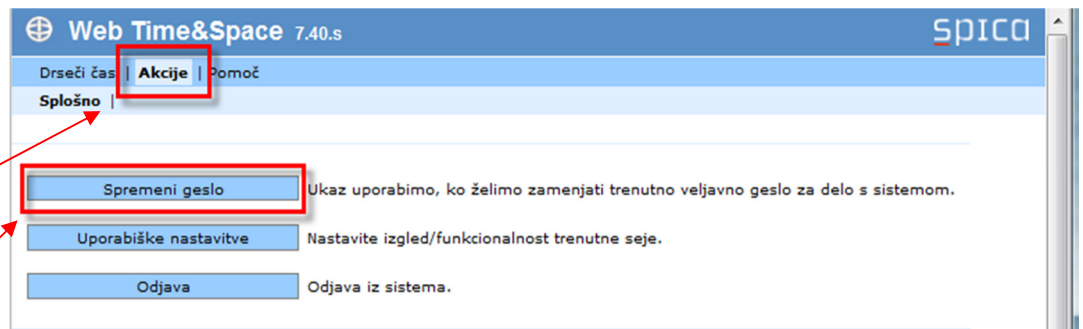 Web Time&Space 7.40.s
spica
Drseči čas | Akcije | Pomoč
Splošno |
Spremeni geslo Ukaz uporabimo, ko želimo zamenjati trenutno veljavno geslo za delo s sistemom.
Uporabiške nastavitve Nastavite izgled/funkcionalnost trenutne seje.
Odjava Odjava iz sistema.